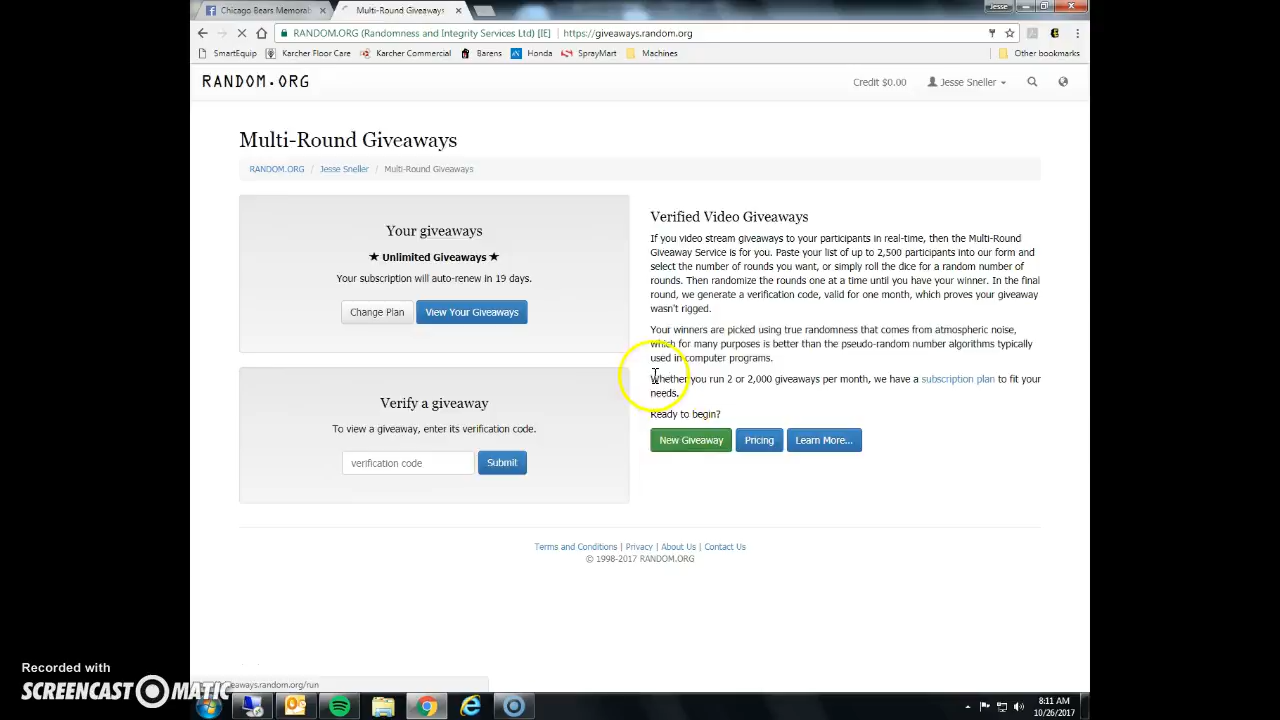 Chicago Bears Memorab
Multi-Round Giveaways
Jesse
RANDOM.ORG (Randomness and Integrity Services Ltd) [IE] https://giveaways.random.org
SmartEquip Karcher Floor Care Karcher Commercial Barens Honda SprayMart Machines Other bookmarks
RANDOM.ORG
Credit $0.00 Jesse Sneller
Multi-Round Giveaways
RANDOM.ORG / Jesse Sneller / Multi-Round Giveaways
Your giveaways
★ Unlimited Giveaways ★
Your subscription will auto-renew in 19 days.
Change Plan View Your Giveaways
Verify a giveaway
To view a giveaway, enter its verification code.
verification code Submit
Verified Video Giveaways
If you video stream giveaways to your participants in real-time, then the Multi-Round
Giveaway Service is for you. Paste your list of up to 2,500 participants into our form and
select the number of rounds you want, or simply roll the dice for a random number of
rounds. Then randomize the rounds one at a time until you have your winner. In the final
round, we generate a verification code, valid for one month, which proves your giveaway
wasn't rigged.
Your winners are picked using true randomness that comes from atmospheric noise,
which for many purposes is better than the pseudo-random number algorithms typically
used in computer programs.
Whether you run 2 or 2,000 giveaways per month, we have a subscription plan to fit your
needs.
Ready to begin?
New Giveaway Pricing Learn More...
Terms and Conditions | Privacy | About Us | Contact Us
© 1998-2017 RANDOM.ORG
Recorded with
SCREENCAST-O-MATIC
eaways.random.org/run
8:11 AM
10/26/2017